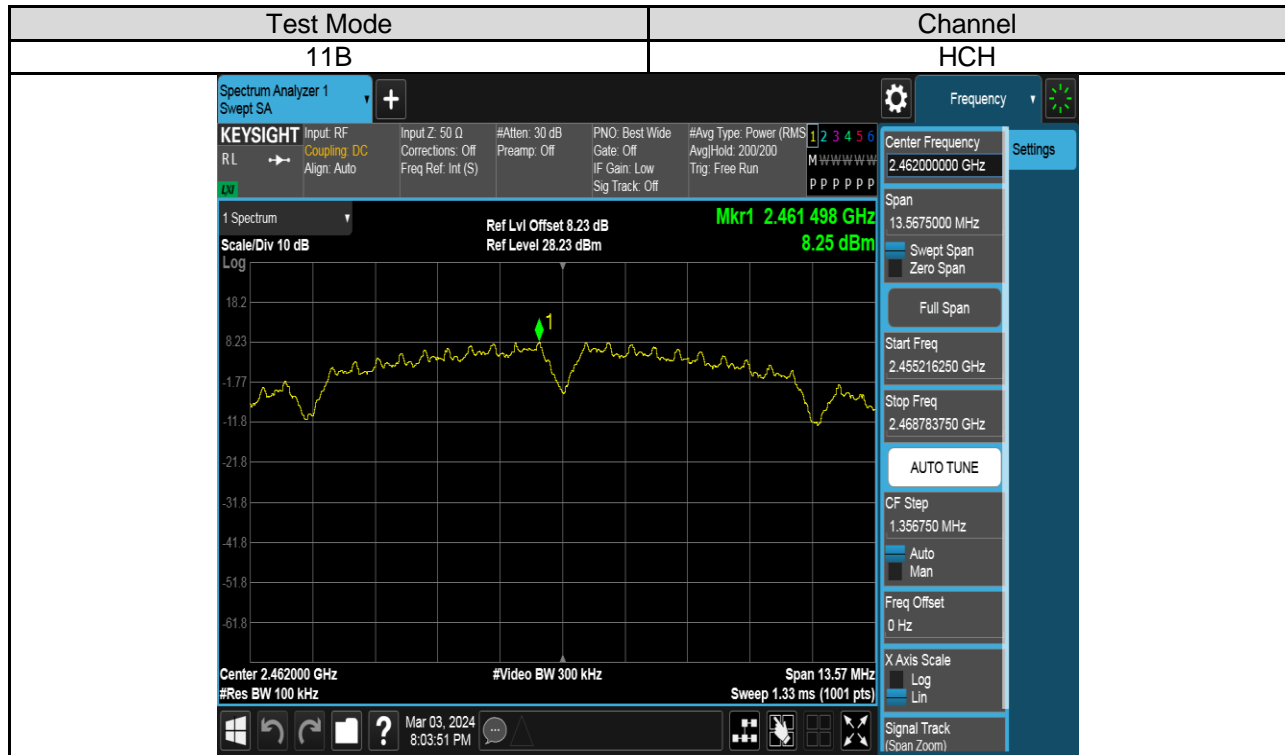 Test Mode
Channel
11B
HCH
Spectrum Analyzer 1
Swept SA
+
Frequency
KEYSIGHT
RL
LXI
Input: RF
Coupling: DC
Align: Auto
Input Z: 50 Ω
Corrections: Off
Freq Ref: Int (S)
#Atten: 30 dB
Preamp: Off
PNO: Best Wide
Gate: Off
IF Gain: Low
Sig Track: Off
#Avg Type: Power (RMS
Avg|Hold: 200/200
Trig: Free Run
1 2 3 4 5 6
M W W W W W
P P P P P P
1 Spectrum
Scale/Div 10 dB
Ref Lvl Offset 8.23 dB
Ref Level 28.23 dBm
Mkr1 2.461 498 GHz
8.25 dBm
Log
18.2
8.23
-1.77
-11.8
-21.8
-31.8
-41.8
-51.8
-61.8
1
Center 2.462000 GHz
#Res BW 100 kHz
#Video BW 300 kHz
Span 13.57 MHz
Sweep 1.33 ms (1001 pts)
Mar 03, 2024
8:03:51 PM
?
Center Frequency
2.462000000 GHz
Settings
Span
13.5675000 MHz
Swept Span
Zero Span
Full Span
Start Freq
2.455216250 GHz
Stop Freq
2.468783750 GHz
AUTO TUNE
CF Step
1.356750 MHz
Auto
Man
Freq Offset
0 Hz
X Axis Scale
Log
Lin
Signal Track
(Span Zoom)